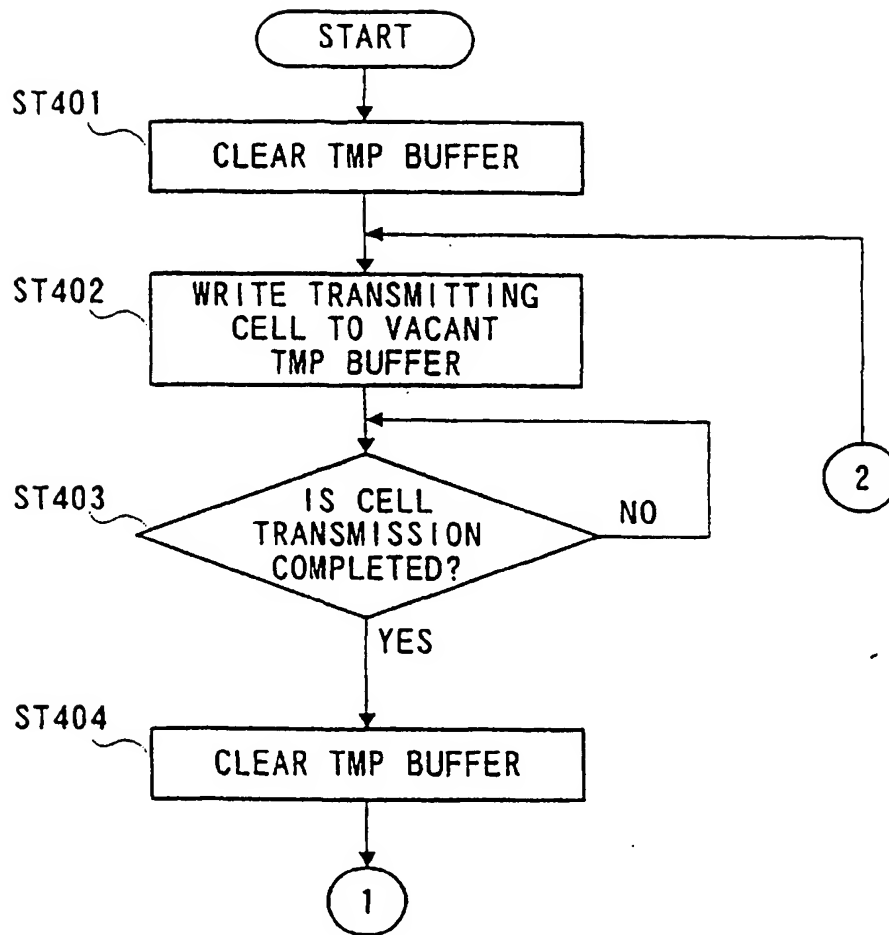 START
ST401
CLEAR TMP BUFFER
ST402
WRITE TRANSMITTING
CELL TO VACANT
TMP BUFFER
ST403
IS CELL
TRANSMISSION
COMPLETED?
NO
2
YES
ST404
CLEAR TMP BUFFER
1